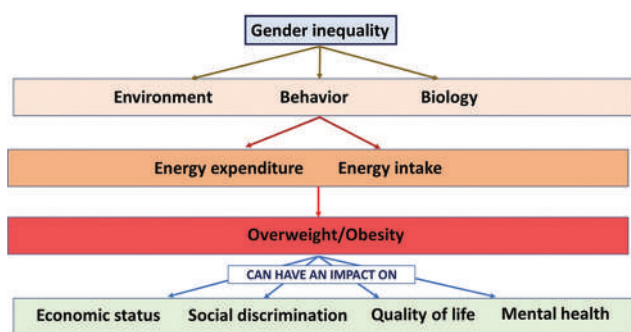 Gender inequality
Environment Behavior Biology
Energy expenditure Energy intake
Overweight/Obesity
CAN HAVE AN IMPACT ON
Economic status Social discrimination Quality of life Mental health